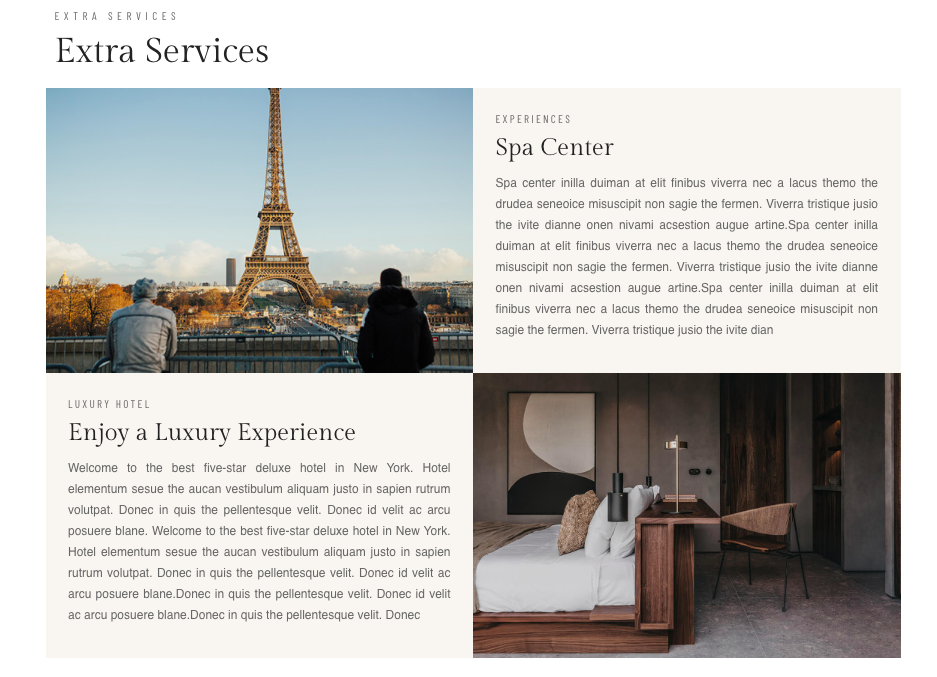 EXTRA SERVICES
Extra Services
EXPERIENCES
Spa Center
Spa center inilla duiman at elit finibus viverra nec a lacus themo the
drudea seneoice misuscipit non sagie the fermen. Viverra tristique jusio
the ivite dianne onen nivami acsestion augue artine.Spa center inilla
duiman at elit finibus viverra nec a lacus themo the drudea seneoice
misuscipit non sagie the fermen. Viverra tristique jusio the ivite dianne
onen nivami acsestion augue artine.Spa center inilla duiman at elit
finibus viverra nec a lacus themo the drudea seneoice misuscipit non
sagie the fermen. Viverra tristique jusio the ivite dian
LUXURY HOTEL
Enjoy a Luxury Experience
Welcome to the best five-star deluxe hotel in New York. Hotel
elementum sesue the aucan vestibulum aliquam justo in sapien rutrum
volutpat. Donec in quis the pellentesque velit. Donec id velit ac arcu
posuere blane. Welcome to the best five-star deluxe hotel in New York.
Hotel elementum sesue the aucan vestibulum aliquam justo in sapien
rutrum volutpat. Donec in quis the pellentesque velit. Donec id velit ac
arcu posuere blane.Donec in quis the pellentesque velit. Donec id velit
ac arcu posuere blane.Donec in quis the pellentesque velit. Donec